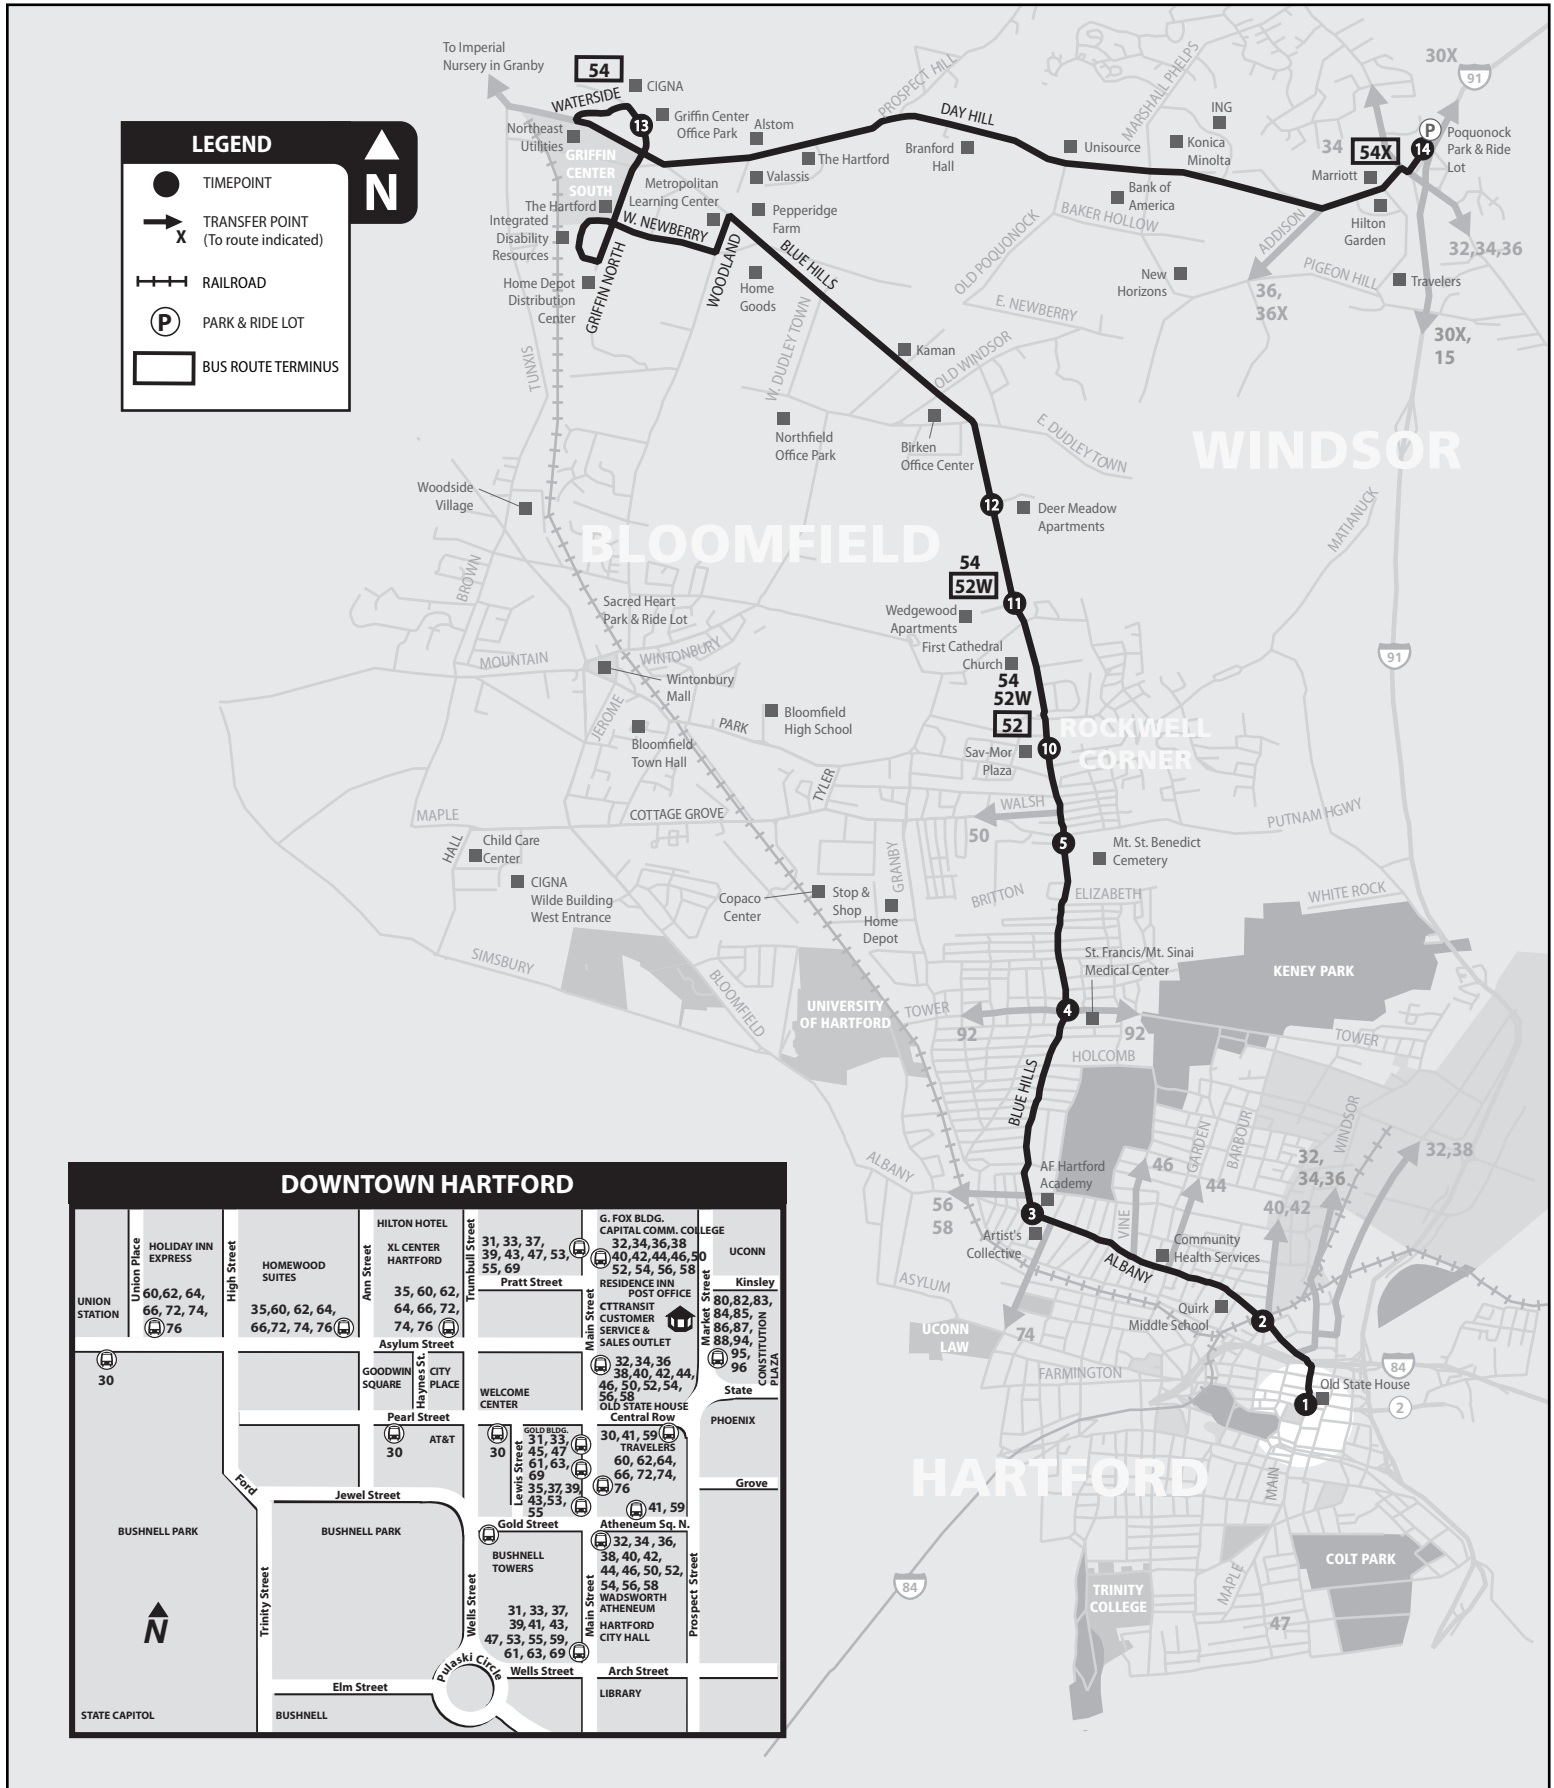 To Imperial
Nursery in Granby
54
CIGNA
WATERSIDE
13
Griffin Center
Office Park
Northeast
Utilities
GRIFFIN
CENTER
SOUTH
Alstom
The Hartford
Valassis
Metropolitan
Learning Center
Pepperidge
Farm
The Hartford
Integrated
Disability
Resources
W. NEWBERRY
WOODLAND
BLUE HILLS
Home Depot
Distribution
Center
GRIFFIN NORTH
Home
Goods
PROSPECT HILL
DAY HILL
Branford
Hall
MARSHALL PHELPS
Unisource
ING
Konica
Minolta
Bank of
America
BAKER HOLLOW
OLD POQUONOCK
E. NEWBERRY
New
Horizons
ADDISON
PIGEON HILL
36,
36X
34
54X
Marriott
14
P
Poquonock
Park & Ride
Lot
30X
91
Hilton
Garden
32,34,36
Travelers
30X,
15
LEGEND
TIMEPOINT
TRANSFER POINT
(To route indicated)
X
RAILROAD
P
PARK & RIDE LOT
BUS ROUTE TERMINUS
N
TUNXIS
W. DUDLEY TOWN
Kaman
OLD WINDSOR
Northfield
Office Park
Birken
Office Center
E. DUDLEYTOWN
WINDSOR
Woodside
Village
BLOOMFIELD
12
Deer Meadow
Apartments
MATIANUCK
54
52W
11
Wedgewood
Apartments
First Cathedral
Church
54
52W
52
10
ROCKWELL
CORNER
Sav-Mor
Plaza
91
BROWN
Sacred Heart
Park & Ride Lot
MOUNTAIN
WINTONBURY
Wintonbury
Mall
JEROME
Bloomfield
Town Hall
PARK
Bloomfield
High School
TYLER
MAPLE
COTTAGE GROVE
WALSH
50
PUTNAM HGWY
HALL
Child Care
Center
CIGNA
Wilde Building
West Entrance
5
Mt. St. Benedict
Cemetery
GRANBY
BRITTON
ELIZABETH
WHITE ROCK
Copaco
Center
Stop &
Shop
Home
Depot
SIMSBURY
BLOOMFIELD
UNIVERSITY
OF HARTFORD
St. Francis/Mt. Sinai
Medical Center
KENEY PARK
TOWER
4
92
92
TOWER
HOLCOMB
BLUE HILLS
ALBANY
AF Hartford
Academy
56
58
3
Artist's
Collective
46
GARDEN
44
BARBOUR
32,
34,36
WINDSOR
32,38
40,42
VINE
Community
Health Services
ALBANY
ASYLUM
Quirk
Middle School
2
UCONN
LAW
74
FARMINGTON
84
Old State House
1
2
HARTFORD
MAIN
84
COLT PARK
TRINITY
COLLEGE
MAPLE
47
DOWNTOWN HARTFORD
UNION
STATION
Union Place
HOLIDAY INN
EXPRESS
60,62, 64,
66, 72, 74,
76
High Street
HOMEWOOD
SUITES
35,60, 62, 64,
66,72, 74, 76
Ann Street
HILTON HOTEL
XL CENTER
HARTFORD
35, 60, 62,
64, 66, 72,
74, 76
Trumbull Street
31, 33, 37,
39, 43, 47, 53,
55, 69
Pratt Street
G. FOX BLDG.
CAPITAL COMM. COLLEGE
32,34,36,38
40,42,44,46,50
52, 54, 56, 58
RESIDENCE INN
POST OFFICE
CTTRANSIT
CUSTOMER
SERVICE &
SALES OUTLET
Main Street
Market Street
UCONN
Kinsley
80,82,83,
84,85,
86,87,
88,94,
95,
96
CONSTITUTION
PLAZA
Asylum Street
30
GOODWIN
SQUARE
Haynes St.
CITY
PLACE
WELCOME
CENTER
32, 34, 36
38, 40, 42, 44,
46, 50, 52, 54,
56, 58
OLD STATE HOUSE
State
Pearl Street
Central Row
PHOENIX
30
AT&T
30
Lewis Street
GOLD BLDG.
31, 33,
45, 47
61, 63,
69
35,37,39,
43,53,
55
30, 41, 59
TRAVELERS
60, 62,64,
66, 72,74,
76
41, 59
Grove
Ford
Jewel Street
Gold Street
Atheneum Sq. N.
BUSHNELL PARK
BUSHNELL PARK
BUSHNELL
TOWERS
32, 34 , 36,
38, 40, 42,
44, 46, 50, 52,
54, 56, 58
WADSWORTH
ATHENEUM
HARTFORD
CITY HALL
Trinity Street
Wells Street
Main Street
Prospect Street
31, 33, 37,
39, 41, 43,
47, 53, 55, 59,
61, 63, 69
N
Pulaski Circle
Wells Street
Arch Street
Elm Street
LIBRARY
STATE CAPITOL
BUSHNELL